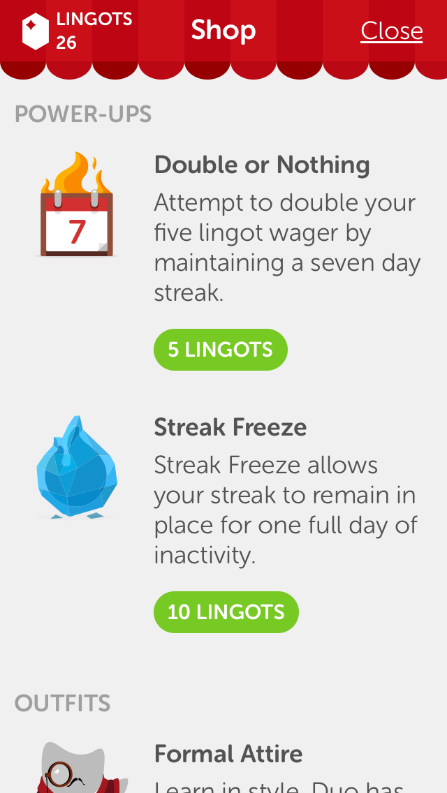 LINGOTS
26
Shop
Close
POWER-UPS
7
Double or Nothing
Attempt to double your
five lingot wager by
maintaining a seven day
streak.
5 LINGOTS
Streak Freeze
Streak Freeze allows
your streak to remain in
place for one full day of
inactivity.
10 LINGOTS
OUTFITS
Formal Attire
Learn in style. Duo has